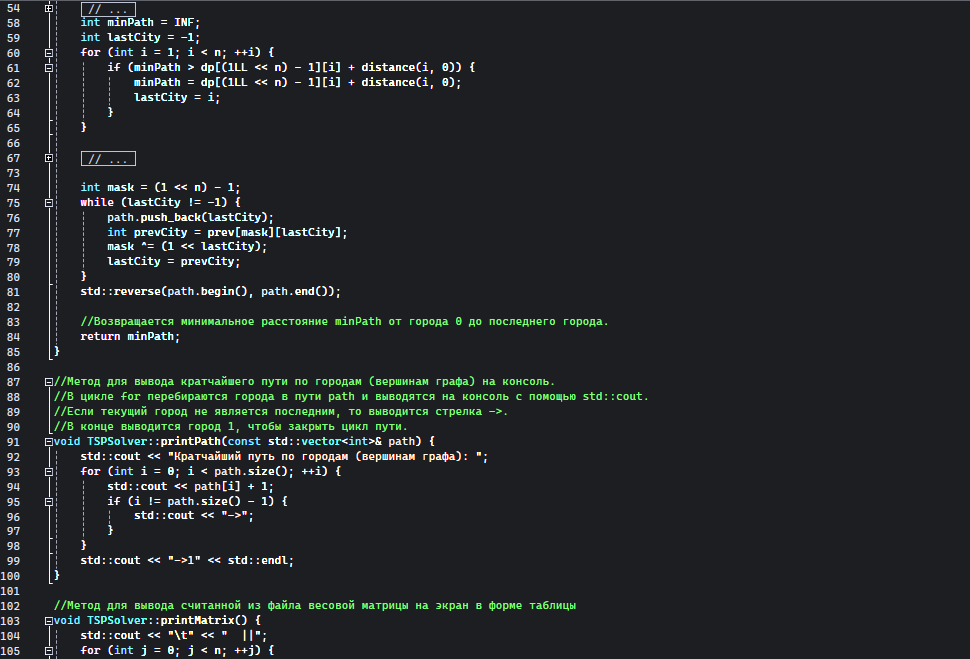 54 // ...
58 int minPath = INF;
59 int lastCity = -1;
60 for (int i = 1; i < n; ++i) {
61 if (minPath > dp[(1LL << n) - 1][i] + distance(i, 0)) {
62 minPath = dp[(1LL << n) - 1][i] + distance(i, 0);
63 lastCity = i;
64 }
65 }
66
67 // ...
73
74 int mask = (1 << n) - 1;
75 while (lastCity != -1) {
76 path.push_back(lastCity);
77 int prevCity = prev[mask][lastCity];
78 mask ^= (1 << lastCity);
79 lastCity = prevCity;
80 }
81 std::reverse(path.begin(), path.end());
82
83 //Возвращается минимальное расстояние minPath от города 0 до последнего города.
84 return minPath;
85 }
86
87 //Метод для вывода кратчайшего пути по городам (вершинам графа) на консоль.
88 //В цикле for перебираются города в пути path и выводятся на консоль с помощью std::cout.
89 //Если текущий город не является последним, то выводится стрелка ->.
90 //В конце выводится город 1, чтобы закрыть цикл пути.
91 void TSPSolver::printPath(const std::vector<int>& path) {
92 std::cout << "Кратчайший путь по городам (вершинам графа): ";
93 for (int i = 0; i < path.size(); ++i) {
94 std::cout << path[i] + 1;
95 if (i != path.size() - 1) {
96 std::cout << "->";
97 }
98 }
99 std::cout << "->1" << std::endl;
100 }
101
102 //Метод для вывода считанной из файла весовой матрицы на экран в форме таблицы
103 void TSPSolver::printMatrix() {
104 std::cout << "\t" << "  ||";
105 for (int j = 0; j < n; ++j) {